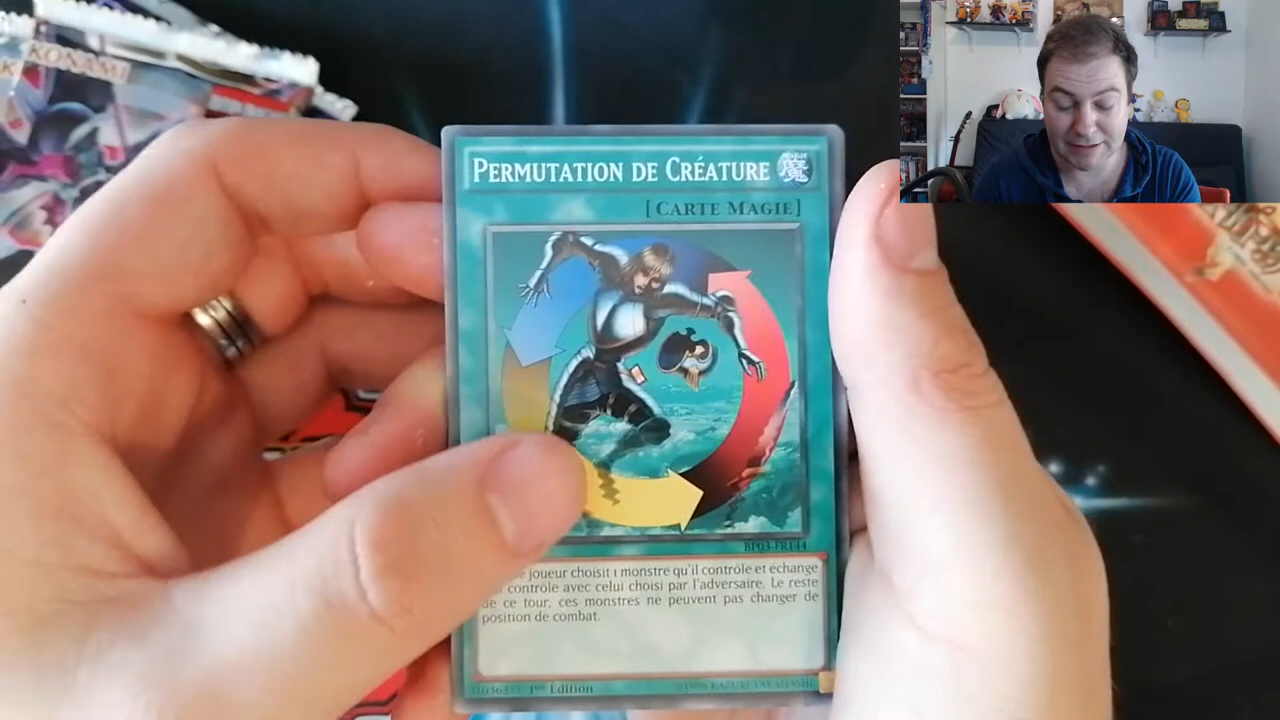 KONAMI
PERMUTATION DE CRÉATURE
[CARTE MAGIE]
BP03-FR144
joueur choisit 1 monstre qu'il contrôle et échange
contrôle avec celui choisi par l'adversaire. Le reste
de ce tour, ces monstres ne peuvent pas changer de
position de combat.
1ère Édition